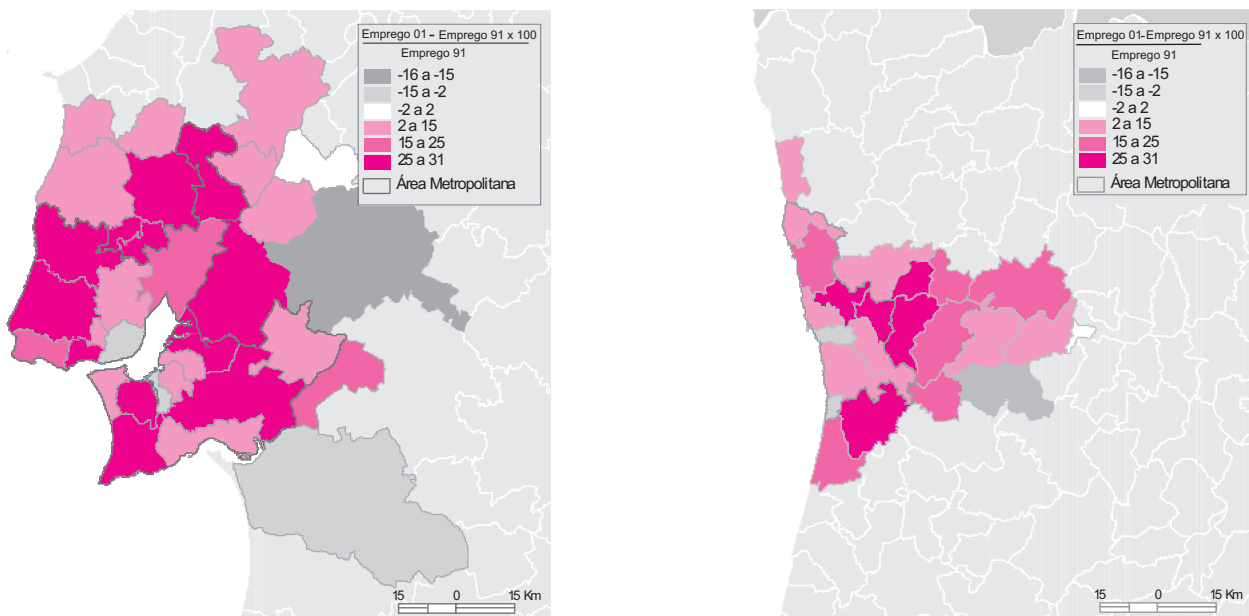 Emprego 01 - Emprego 91 x 100
Emprego 91
-16 a -15
-15 a -2
-2 a 2
2 a 15
15 a 25
25 a 31
Área Metropolitana
15 0 15 Km
Emprego 01-Emprego 91 x 100
Emprego 91
-16 a -15
-15 a -2
-2 a 2
2 a 15
15 a 25
25 a 31
Área Metropolitana
15 0 15 Km